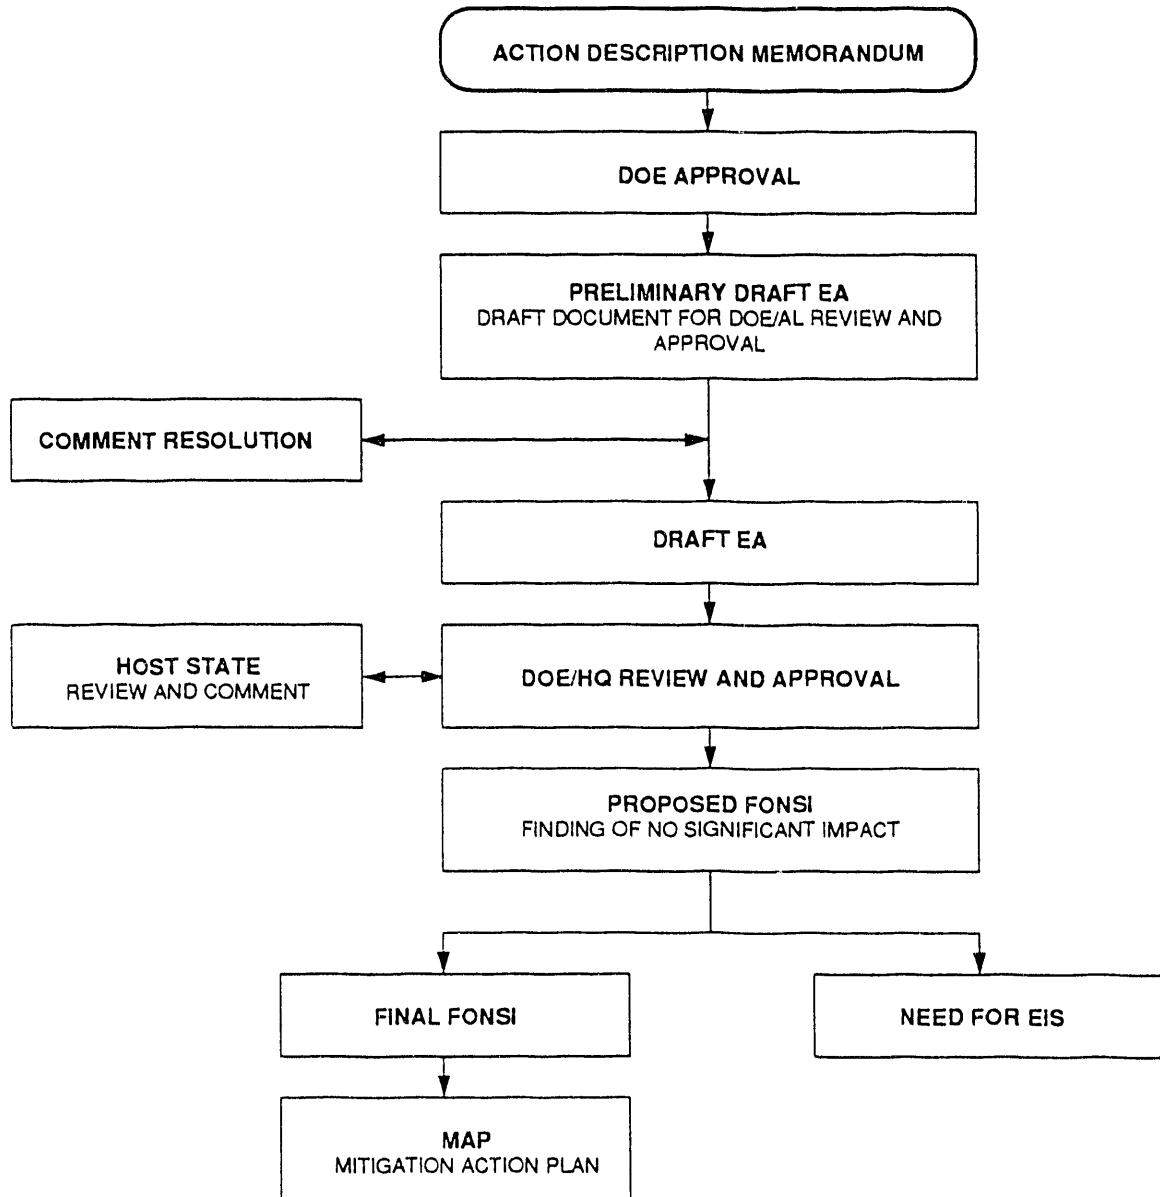 ACTION DESCRIPTION MEMORANDUM
DOE APPROVAL
PRELIMINARY DRAFT EA
DRAFT DOCUMENT FOR DOE/AL REVIEW AND
APPROVAL
COMMENT RESOLUTION
DRAFT EA
HOST STATE
REVIEW AND COMMENT
DOE/HQ REVIEW AND APPROVAL
PROPOSED FONSI
FINDING OF NO SIGNIFICANT IMPACT
FINAL FONSI
NEED FOR EIS
MAP
MITIGATION ACTION PLAN